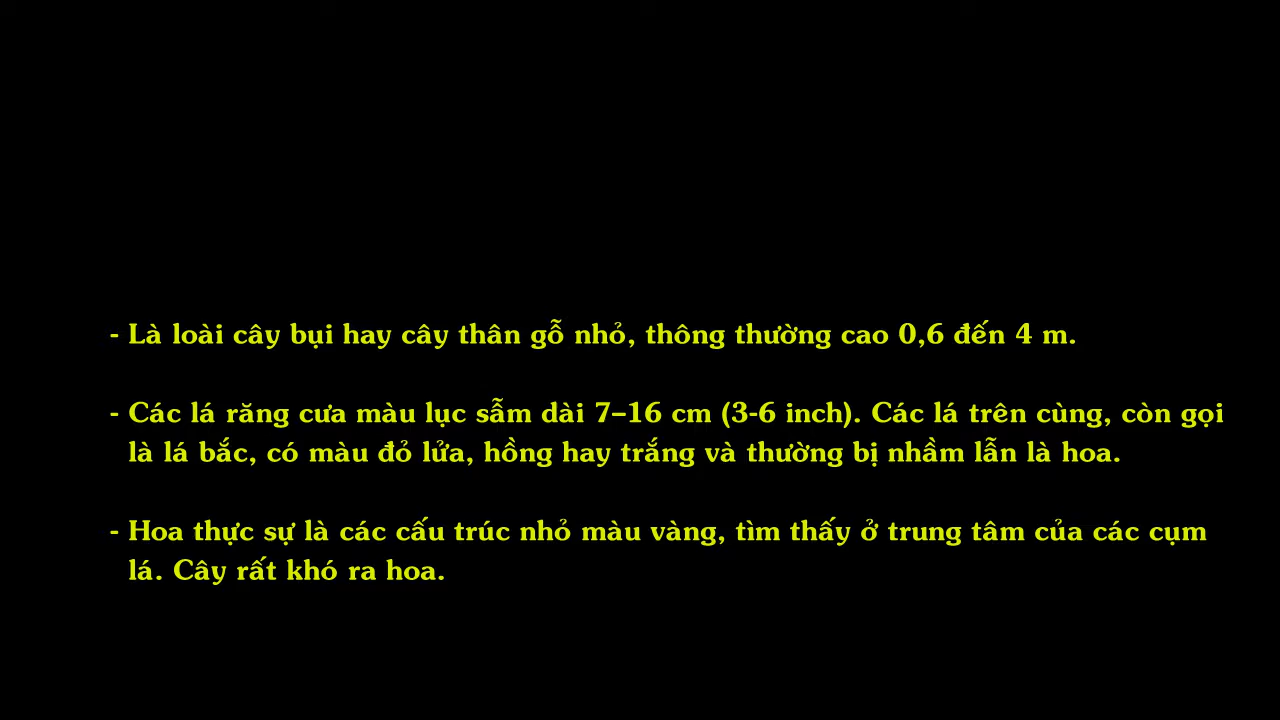 - Là loài cây bụi hay cây thân gỗ nhỏ, thông thường cao 0,6 đến 4 m.
- Các lá răng cưa màu lục sẫm dài 7–16 cm (3-6 inch). Các lá trên cùng, còn gọi
là lá bắc, có màu đỏ lửa, hồng hay trắng và thường bị nhầm lẫn là hoa.
- Hoa thực sự là các cấu trúc nhỏ màu vàng, tìm thấy ở trung tâm của các cụm
lá. Cây rất khó ra hoa.